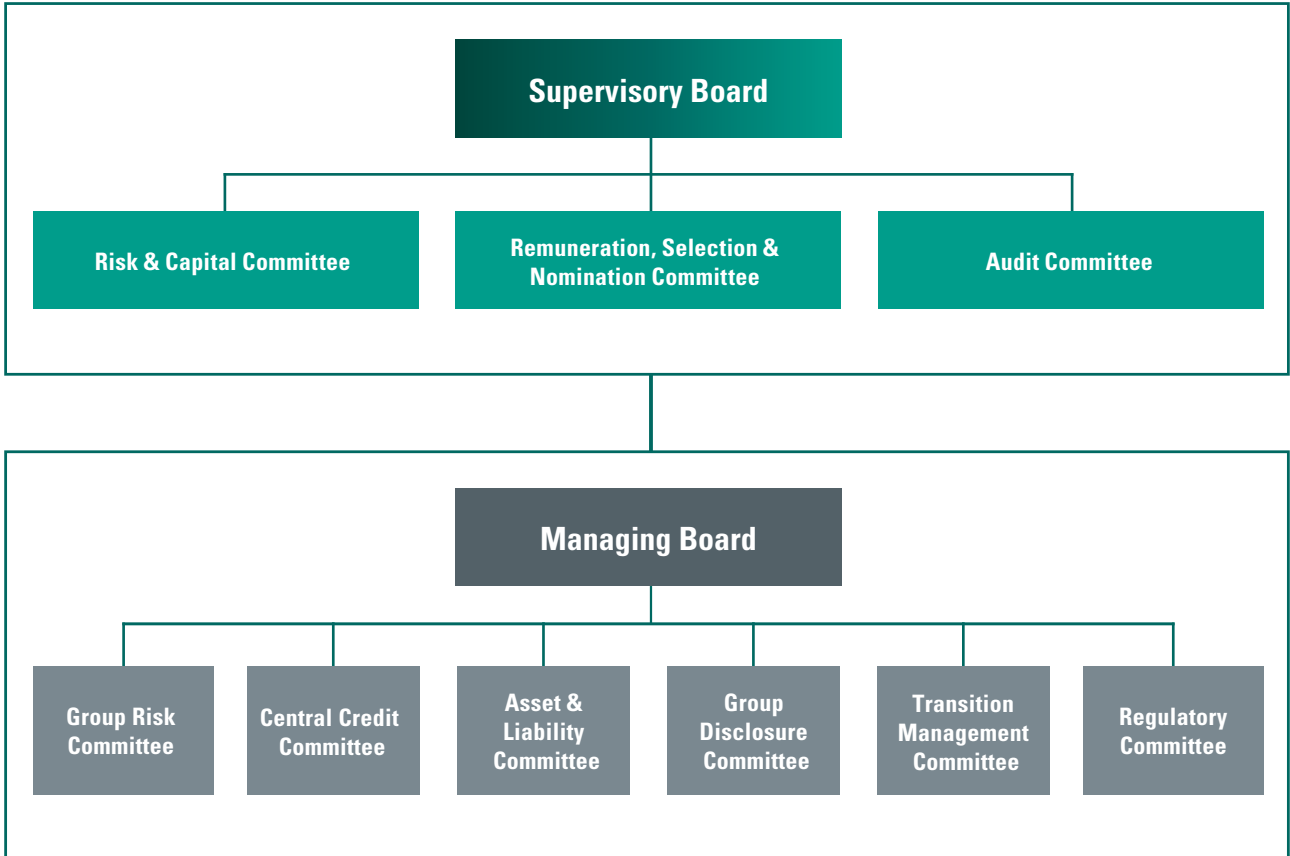 Supervisory Board
Risk & Capital Committee
Remuneration, Selection &
Nomination Committee
Audit Committee
Managing Board
Group Risk
Committee
Central Credit
Committee
Asset &
Liability
Committee
Group
Disclosure
Committee
Transition
Management
Committee
Regulatory
Committee